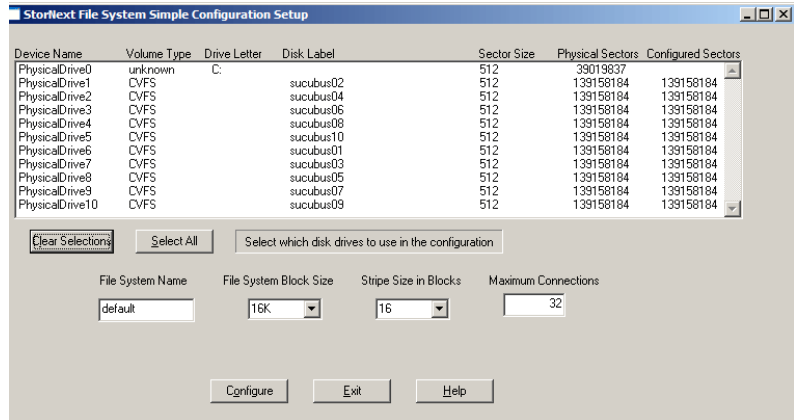 StorNext File System Simple Configuration Setup
Device Name Volume Type Drive Letter Disk Label Sector Size Physical Sectors Configured Sectors
PhysicalDrive0 unknown C: 512 39019837
PhysicalDrive1 CVFS sucubus02 512 139158184 139158184
PhysicalDrive2 CVFS sucubus04 512 139158184 139158184
PhysicalDrive3 CVFS sucubus06 512 139158184 139158184
PhysicalDrive4 CVFS sucubus08 512 139158184 139158184
PhysicalDrive5 CVFS sucubus10 512 139158184 139158184
PhysicalDrive6 CVFS sucubus01 512 139158184 139158184
PhysicalDrive7 CVFS sucubus03 512 139158184 139158184
PhysicalDrive8 CVFS sucubus05 512 139158184 139158184
PhysicalDrive9 CVFS sucubus07 512 139158184 139158184
PhysicalDrive10 CVFS sucubus09 512 139158184 139158184
Clear Selections Select All Select which disk drives to use in the configuration
File System Name File System Block Size Stripe Size in Blocks Maximum Connections
default 16K 16 32
Configure Exit Help